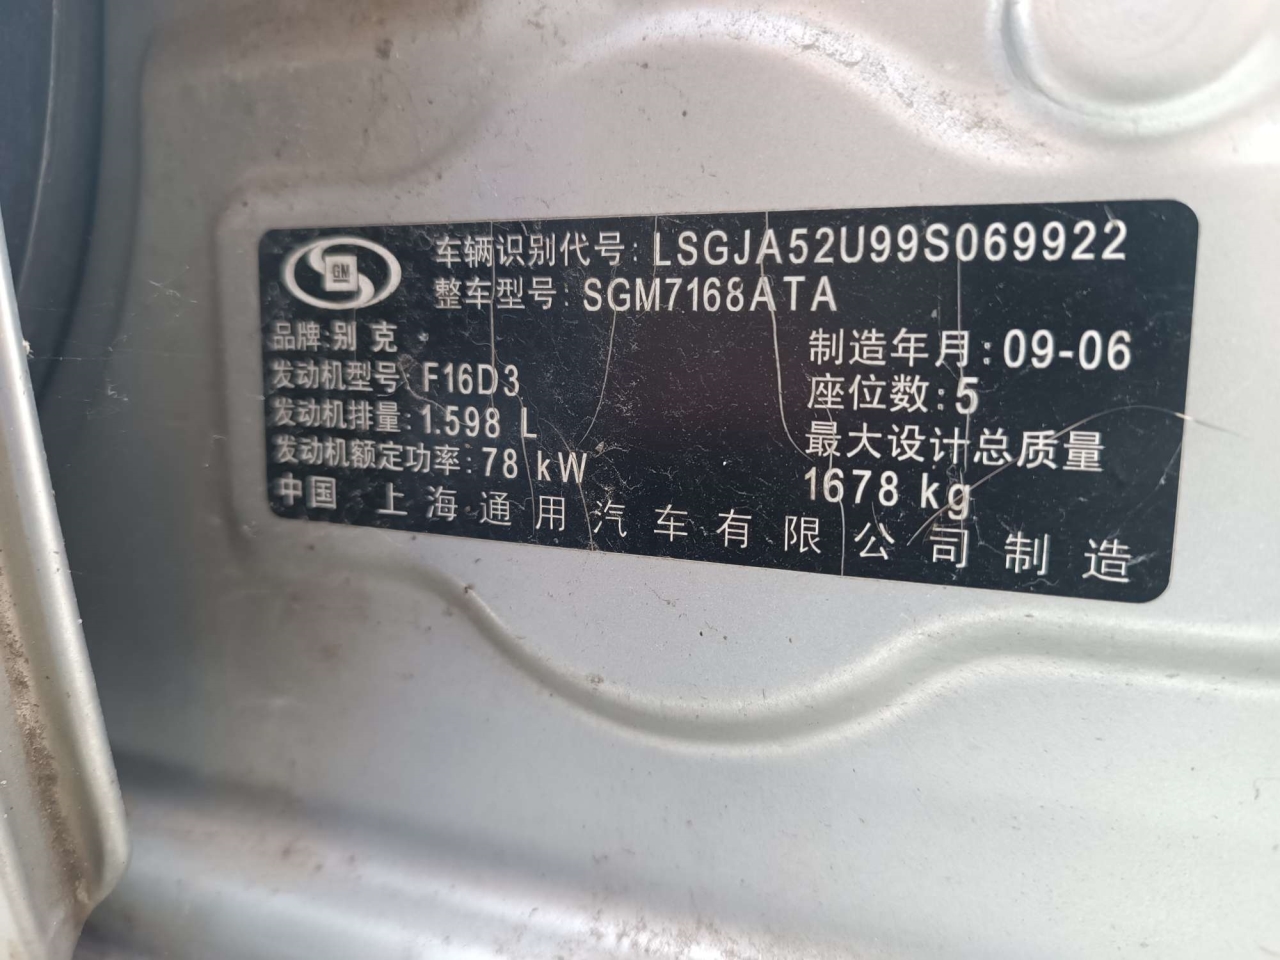 车辆识别代号: LSGJA52U99S069922
整车型号: SGM7168ATA
GM
品牌:别克
制造年月:09-06
发动机型号: F16D3
座位数:5
发动机排量:1.598 L
最大设计总质量
发动机额定功率:78 kW
1678 kg
中国 上海通用汽车有限公司制造